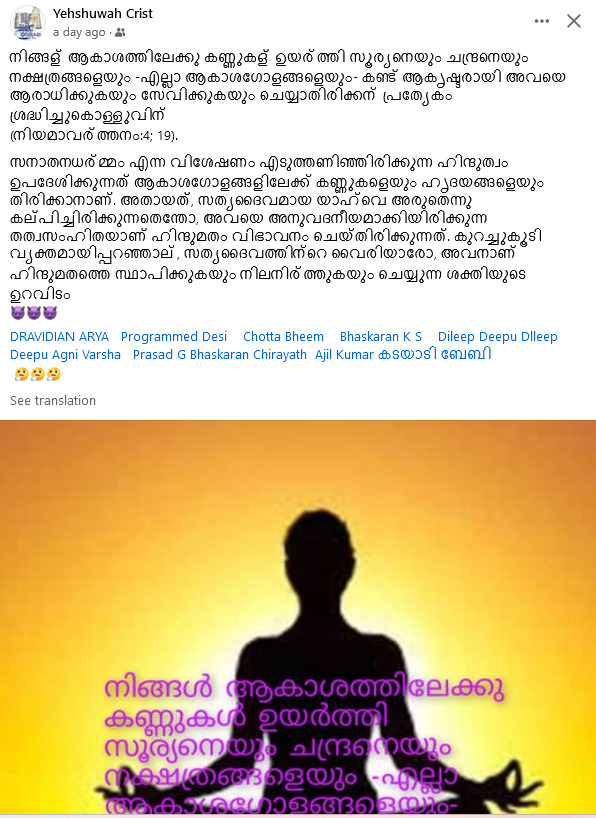 Yehshuwah Crist
a day ago ·
നിങ്ങള് ആകാശത്തിലേക്കു കണ്ണുകള് ഉയര് ത്തി സൂര്യനെയും ചന്ദ്രനെയും
നക്ഷത്രങ്ങളെയും -എല്ലാ ആകാശഗോളങ്ങളെയും- കണ്ട് ആകൃഷ്ടരായി അവയെ
ആരാധിക്കുകയും സേവിക്കുകയും ചെയ്യാതിരിക്കന് പ്രത്യേകം
ശ്രദ്ധിച്ചുകൊള്ളുവിന്
(നിയമാവര് ത്തനം:4; 19).
സനാതനധര് മ്മം എന്ന വിശേഷണം എടുത്തണിഞ്ഞിരിക്കുന്ന ഹിന്ദുത്വം
ഉപദേശിക്കുന്നത് ആകാശഗോളങ്ങളിലേക്ക് കണ്ണുകളെയും ഹൃദയങ്ങളെയും
തിരിക്കാനാണ്. അതായത്, സത്യദൈവമായ യാഹ്‌വെ അരുതെന്നു
കല്പിച്ചിരിക്കുന്നതെന്തോ, അവയെ അനുവദനീയമാക്കിയിരിക്കുന്ന
തത്വസംഹിതയാണ് ഹിന്ദുമതം വിഭാവനം ചെയ്തിരിക്കുന്നത്. കുറച്ചുകൂടി
വ്യക്തമായിപ്പറഞ്ഞാല് , സത്യദൈവത്തിന്റെ വൈരിയാരോ, അവനാണ്
ഹിന്ദുമതത്തെ സ്ഥാപിക്കുകയും നിലനിര് ത്തുകയും ചെയ്യുന്ന ശക്തിയുടെ
ഉറവിടം
😈😈😈
DRAVIDIAN ARYA Programmed Desi Chotta Bheem Bhaskaran K S Dileep Deepu Dlleep
Deepu Agni Varsha Prasad G Bhaskaran Chirayath Ajil Kumar കടയാടി ബേബി
🤔🤔🤔
See translation
നിങ്ങൾ ആകാശത്തിലേക്കു
കണ്ണുകൾ ഉയർത്തി
സൂര്യനെയും ചന്ദ്രനെയും
നക്ഷത്രങ്ങളെയും -എല്ലാ
ആകാശഗോളങ്ങളെയും-